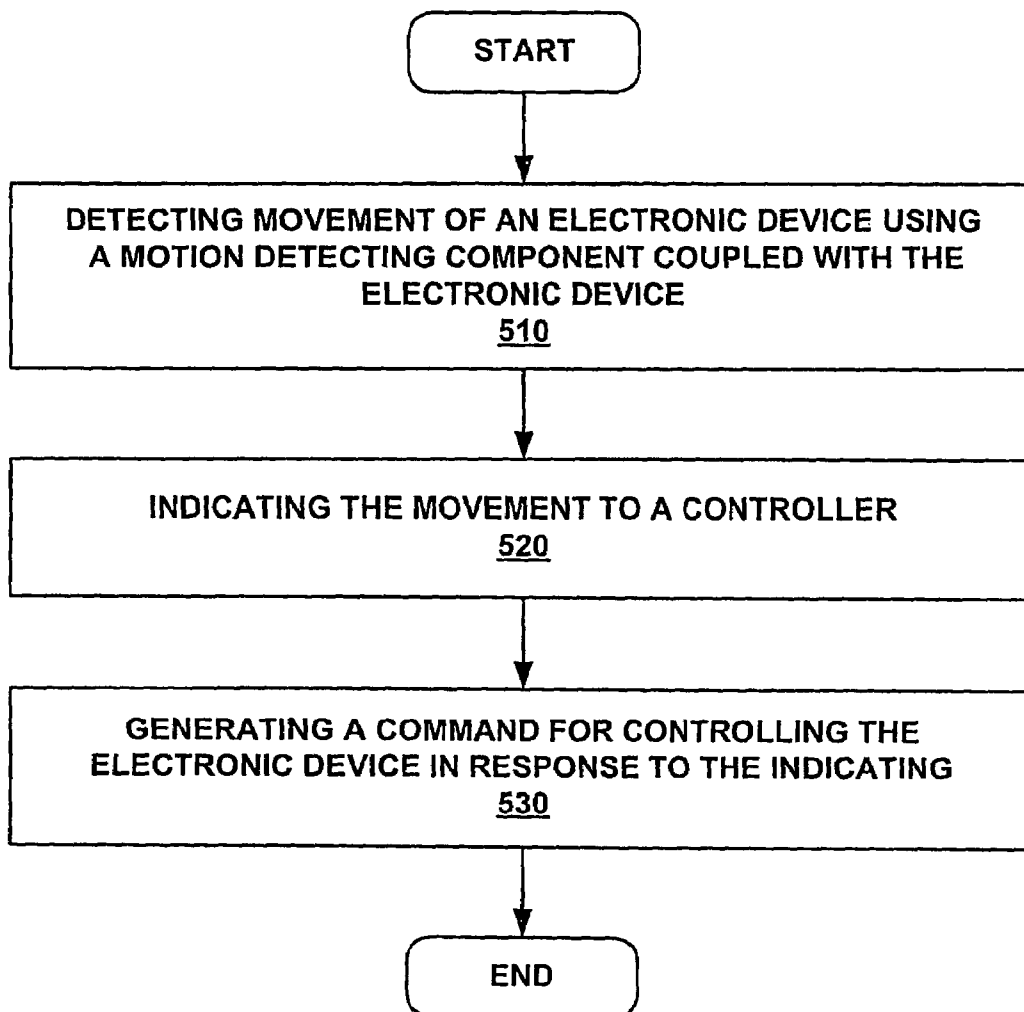 START
DETECTING MOVEMENT OF AN ELECTRONIC DEVICE USING
A MOTION DETECTING COMPONENT COUPLED WITH THE
ELECTRONIC DEVICE
510
INDICATING THE MOVEMENT TO A CONTROLLER
520
GENERATING A COMMAND FOR CONTROLLING THE
ELECTRONIC DEVICE IN RESPONSE TO THE INDICATING
530
END